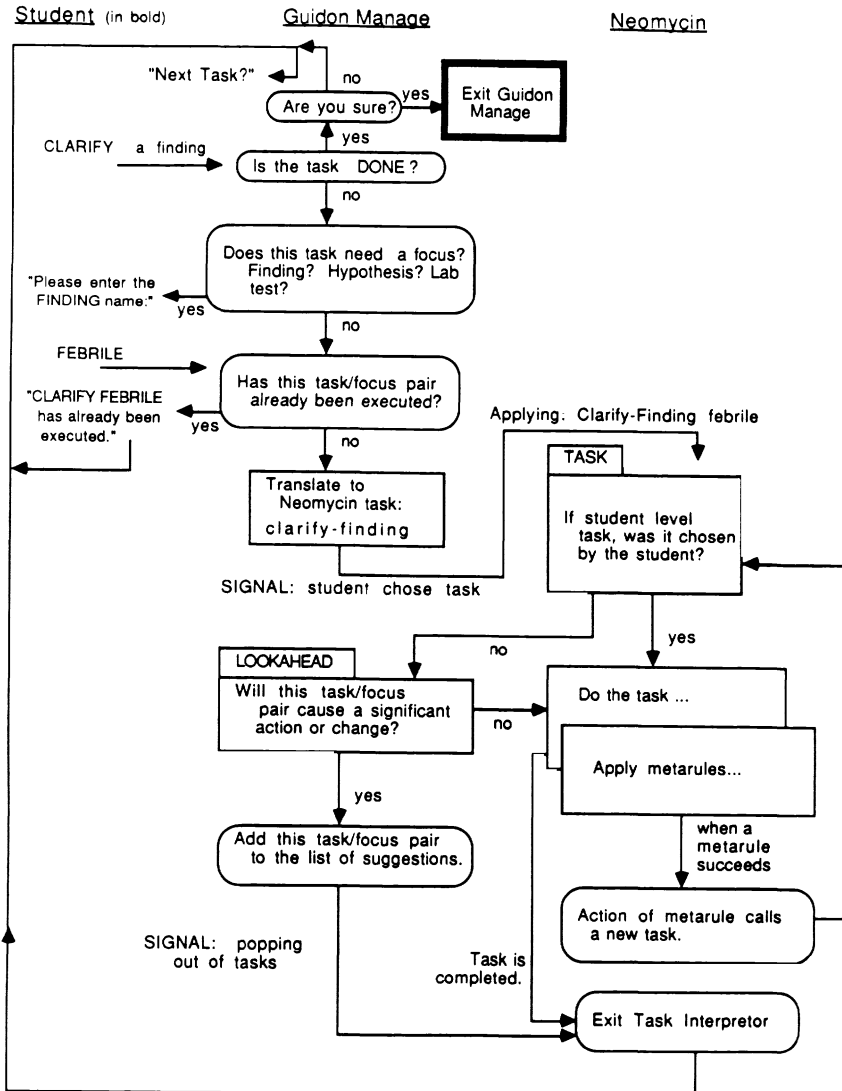 Student (in bold)
Guidon Manage
Neomycin
"Next Task?"
no
Are you sure?
yes
Exit Guidon
Manage
yes
CLARIFY a finding
Is the task DONE ?
no
Does this task need a focus?
Finding? Hypothesis? Lab
test?
"Please enter the
FINDING name:"
yes
no
FEBRILE
Has this task/focus pair
already been executed?
"CLARIFY FEBRILE
has already been
executed."
yes
no
Applying: Clarify-Finding febrile
Translate to
Neomycin task:
clarify-finding
TASK
If student level
task, was it chosen
by the student?
SIGNAL: student chose task
no
yes
LOOKAHEAD
Will this task/focus
pair cause a significant
action or change?
no
Do the task ...
Apply metarules...
yes
when a
metarule
succeeds
Add this task/focus pair
to the list of suggestions.
Action of metarule calls
a new task.
SIGNAL: popping
out of tasks
Task is
completed.
Exit Task Interpretor